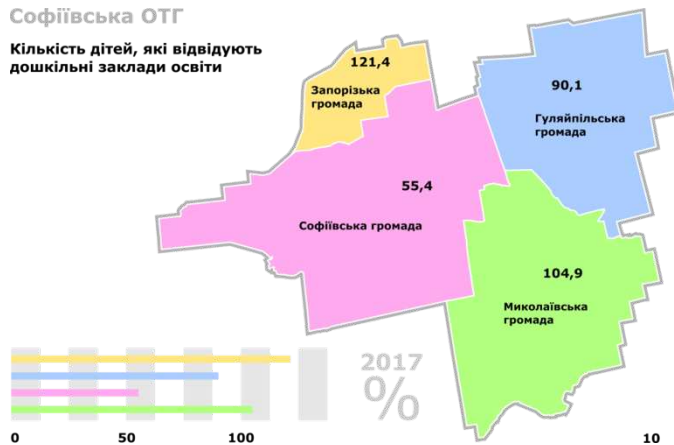 Софіївська ОТГ
Кількість дітей, які відвідують
дошкільні заклади освіти
121,4
Запорізька
громада
90,1
Гуляйпільська
громада
55,4
Софіївська громада
104,9
Миколаївська
громада
2017
%
0 50 100
10